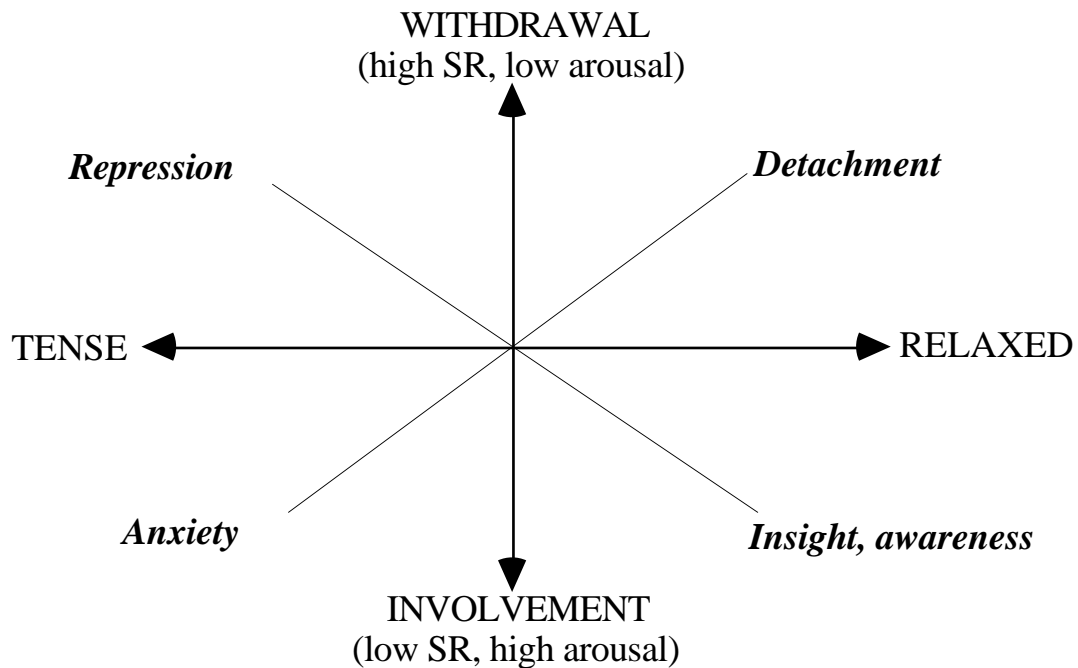 WITHDRAWAL
(high SR, low arousal)
Repression
Detachment
TENSE
RELAXED
Anxiety
Insight, awareness
INVOLVEMENT
(low SR, high arousal)